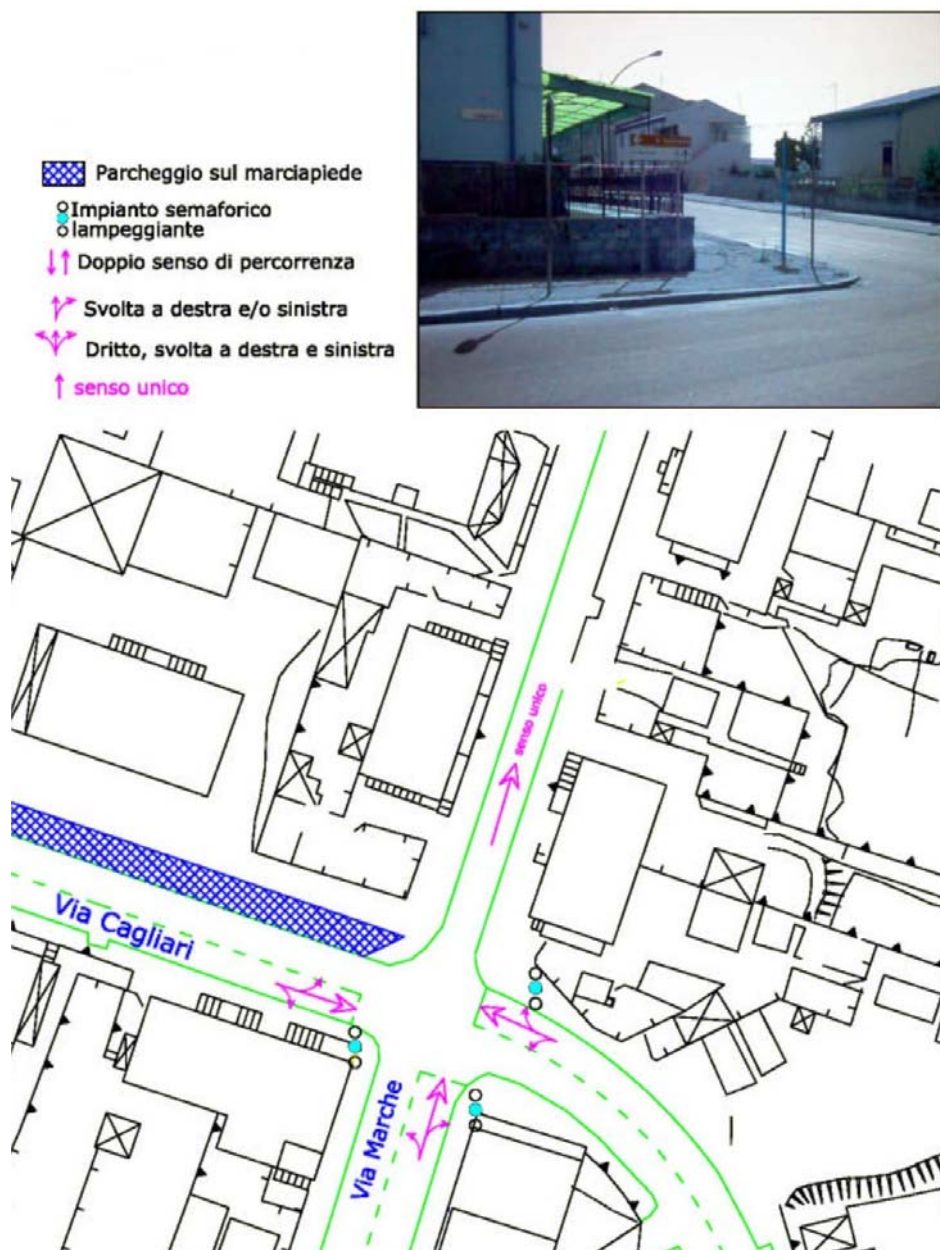 Parcheggio sul marciapiede
Impianto semaforico
lampeggiante
Doppio senso di percorrenza
Svolta a destra e/o sinistra
Dritto, svolta a destra e sinistra
senso unico
senso unico
Via Cagliari
Via Marche